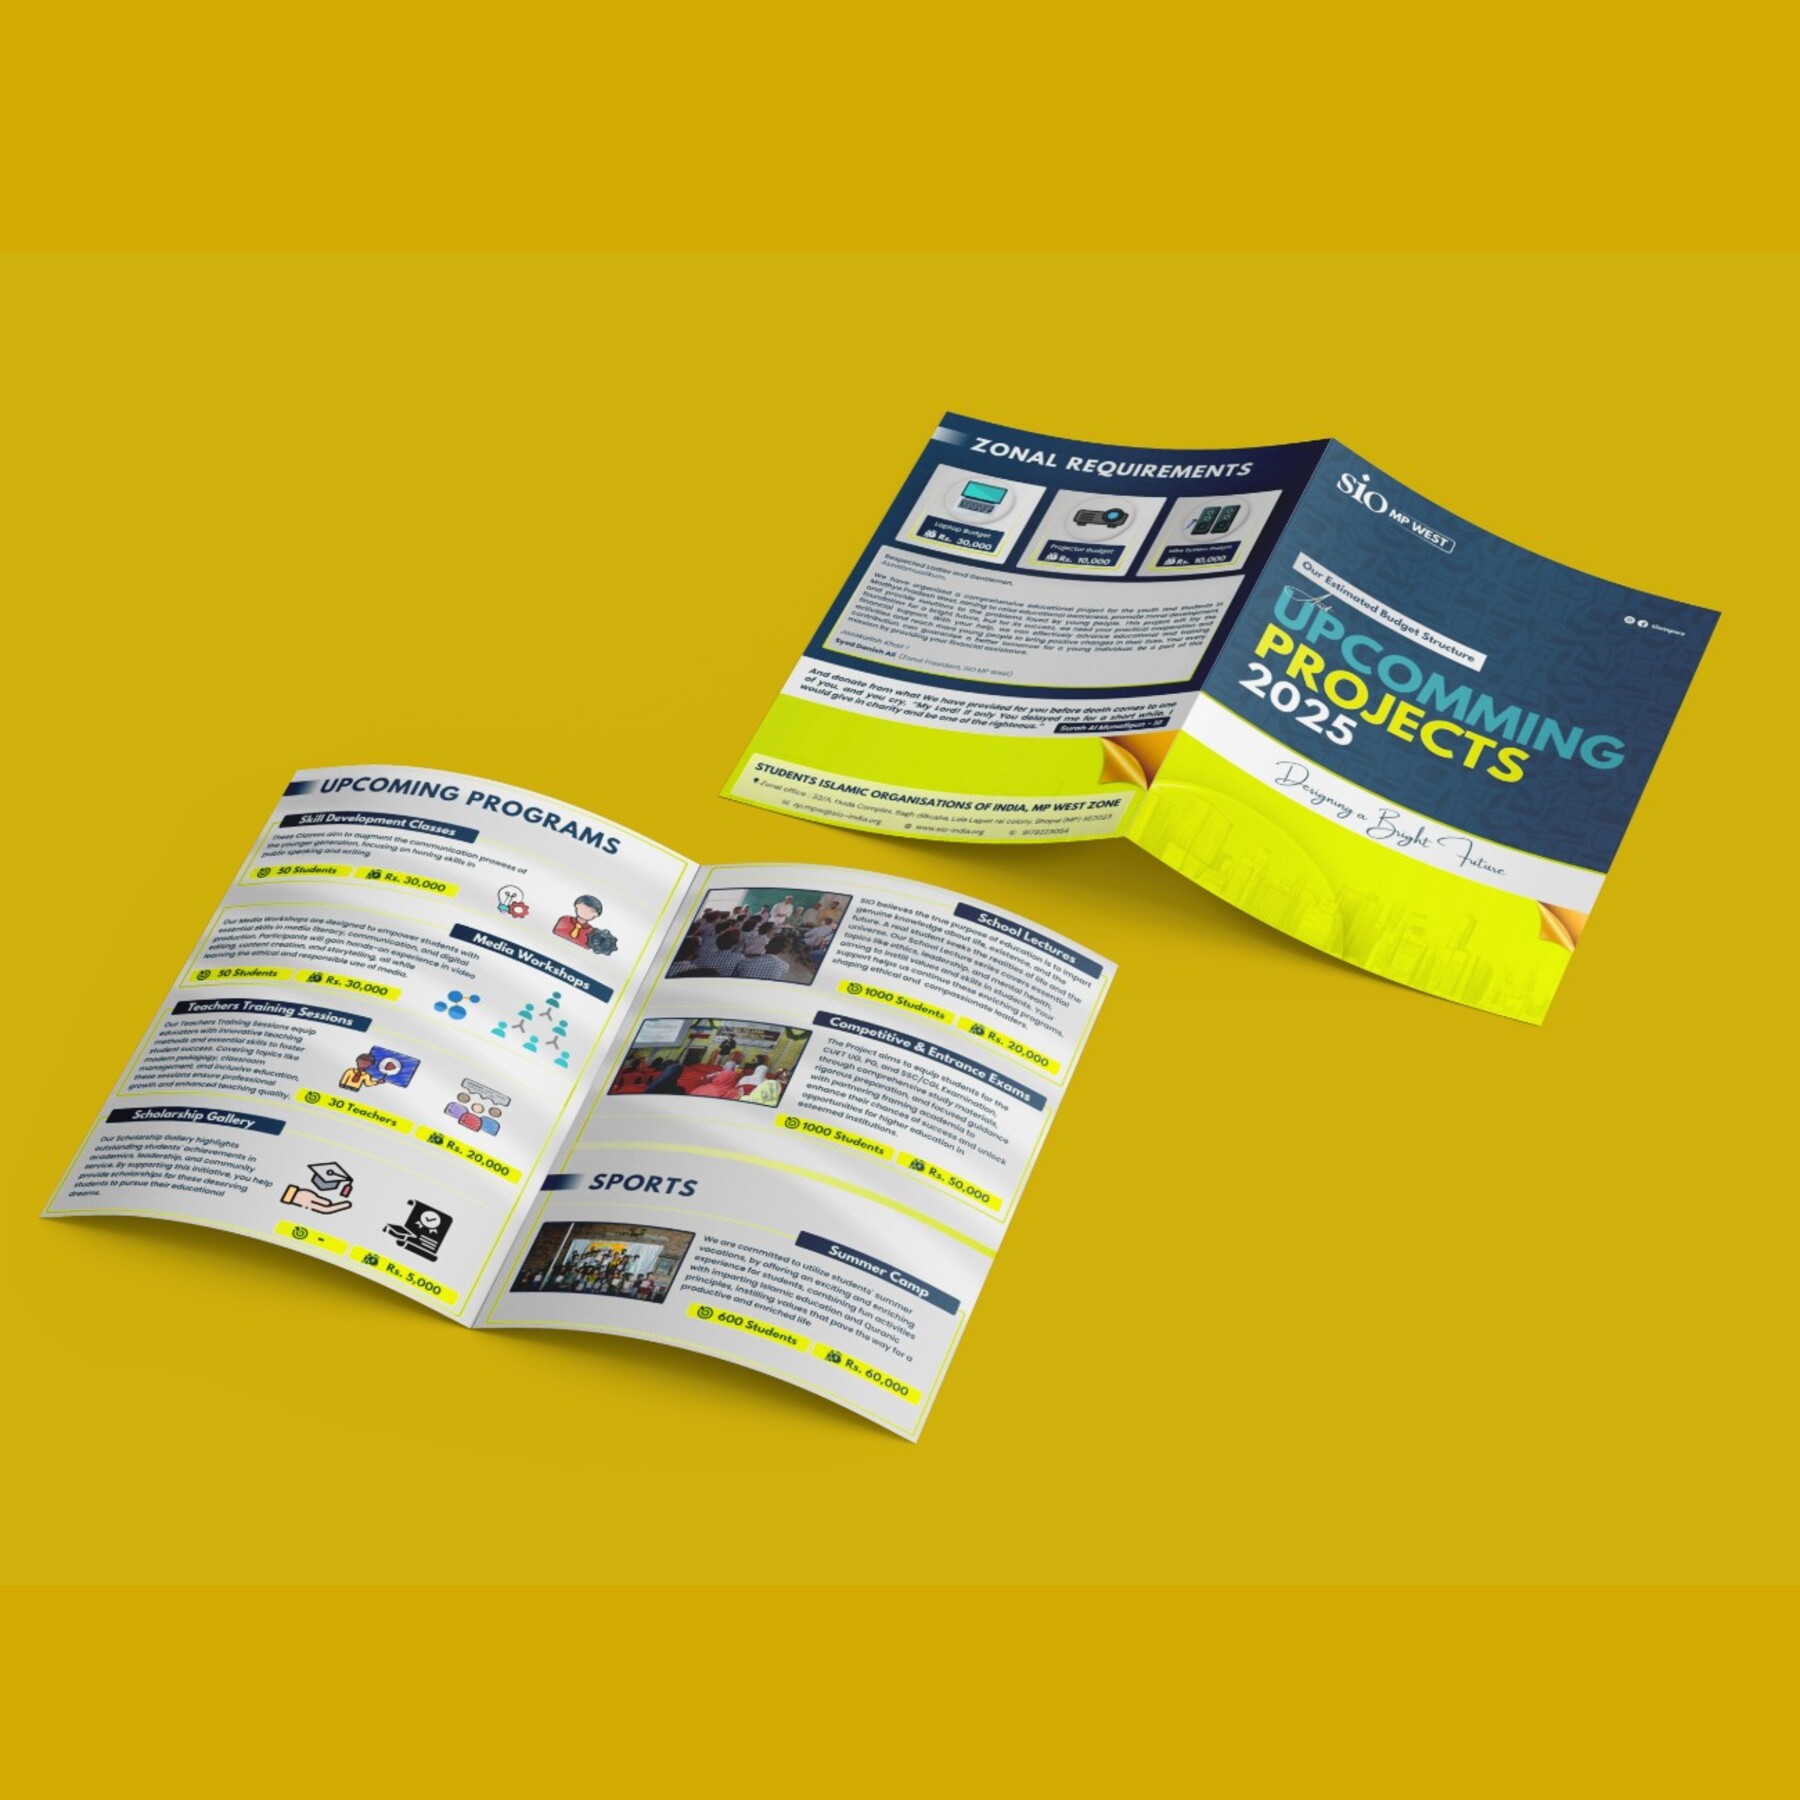 ZONAL REQUIREMENTS
Laptop Budget
Rs. 30,000
Projector Budget
Rs. 10,000
Mike System Budget
Rs. 10,000
Respected Ladies and Gentlemen,
We have organized a comprehensive educational project for the youth and students in
Madhya Pradesh West, aiming to raise educational awareness, promote moral development
and provide solutions to the problems faced by young people. This project will lay the
foundation for a bright future, but for its success, we need your practical cooperation and
financial support. With your help, we can effectively advance educational and training
activities and reach more young people to bring positive changes in their lives. Your every
contribution can guarantee a better tomorrow for a young individual. Be a part of this
mission by providing your financial assistance.
Syed Danish Ali (Zonal President, SIO MP West)
And donate from what We have provided for you before death comes to one
of you, and you cry, "My Lord! If only You delayed me for a short while, I
would give in charity and be one of the righteous." Surah Al Munafiqun - 10
STUDENTS ISLAMIC ORGANISATIONS OF INDIA, MP WEST ZONE
www.sio-india.org
SiO MP WEST
Our Estimated Budget Structure
UPCOMMING
PROJECTS
2025
Designing a Bright Future
UPCOMING PROGRAMS
Skill Development Classes
These Classes aim to augment the communication prowess of
the younger generation, focusing on honing skills in
public speaking and writing
50 Students Rs. 30,000
Media Workshops
Our Media Workshops are designed to empower students with
essential skills in media literacy, communication, and digital
production. Participants will gain hands-on experience in video
editing, content creation, and storytelling, all while
learning the ethical and responsible use of media.
50 Students Rs. 30,000
Teachers Training Sessions
Our Teachers Training Sessions equip
educators with innovative teaching
methods and essential skills to foster
student success. Covering topics like
modern pedagogy, classroom
management, and inclusive education,
these sessions ensure professional
growth and enhanced teaching quality.
30 Teachers Rs. 20,000
Scholarship Gallery
Our Scholarship Gallery highlights
outstanding students' achievements in
academics, leadership, and community
service. By supporting this initiative, you help
provide scholarships for these deserving
students to pursue their educational
dreams.
- Rs. 5,000
School Lectures
SIO believes the true purpose of education is to impart
genuine knowledge about life, existence, and the
future. A real student seeks the realities of life and the
universe. Our School Lecture series covers essential
topics like ethics, leadership, and mental health,
aiming to instill values and skills in students. Your
support helps us continue these enriching programs,
shaping ethical and compassionate leaders.
1000 Students Rs. 20,000
Competitive & Entrance Exams
The Project aims to equip students for the
CUET UG, PG, and SSC/CGL Examination,
through comprehensive study materials,
rigorous preparation, and focused guidance
with partnering framing academia to
enhance their chances of success and unlock
opportunities for higher education in
esteemed institutions.
1000 Students Rs. 50,000
SPORTS
Summer Camp
We are committed to utilize students' summer
vacations, by offering an exciting and enriching
experience for students, combining fun activities
with imparting Islamic education and Quranic
principles, instilling values that pave the way for a
productive and enriched life
600 Students Rs. 60,000